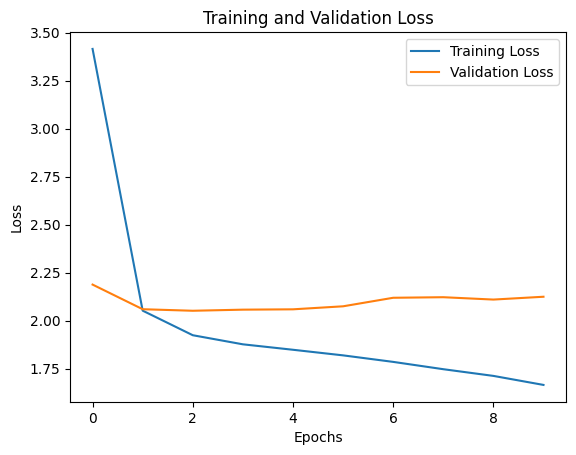 Training and Validation Loss
Training Loss
Validation Loss
3.50
3.25
3.00
2.75
2.50
2.25
2.00
1.75
Loss
0
2
4
6
8
Epochs